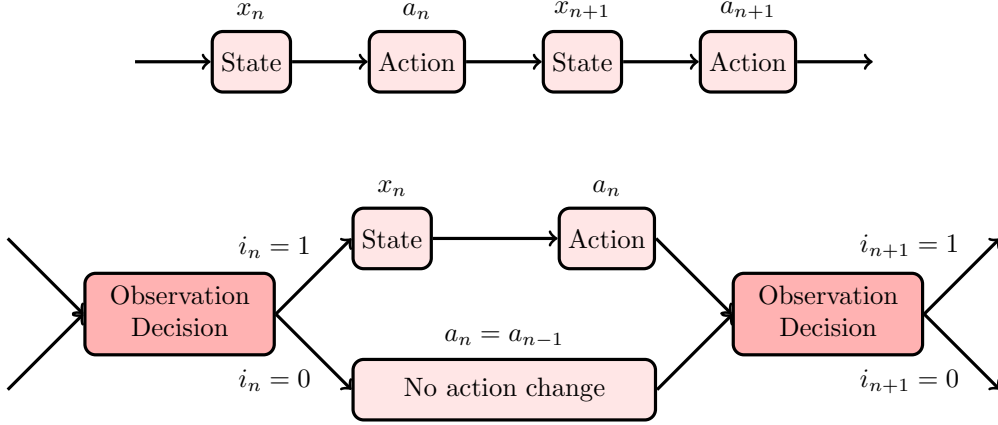 x_n a_n x_{n+1} a_{n+1}
State Action State Action
x_n a_n
i_n = 1 State Action i_{n+1} = 1
Observation Decision Observation Decision
a_n = a_{n-1}
i_n = 0 No action change i_{n+1} = 0